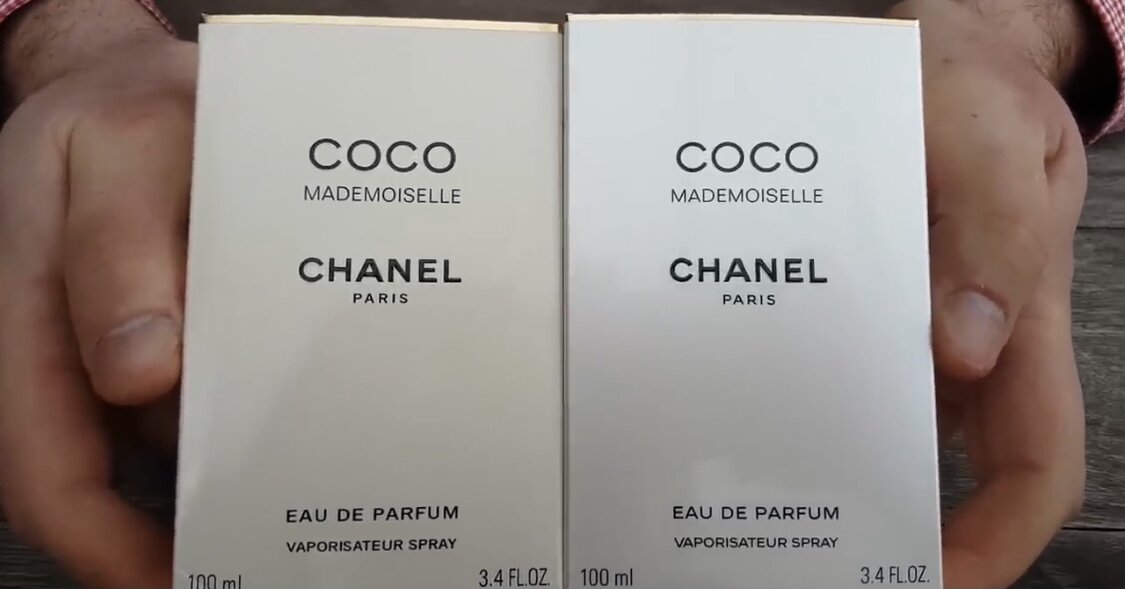 COCO
MADEMOISELLE
CHANEL
PARIS
EAU DE PARFUM
VAPORISATEUR SPRAY
100 ml 3.4 FL.OZ.
COCO
MADEMOISELLE
CHANEL
PARIS
EAU DE PARFUM
VAPORISATEUR SPRAY
100 ml 3.4 FL.OZ.